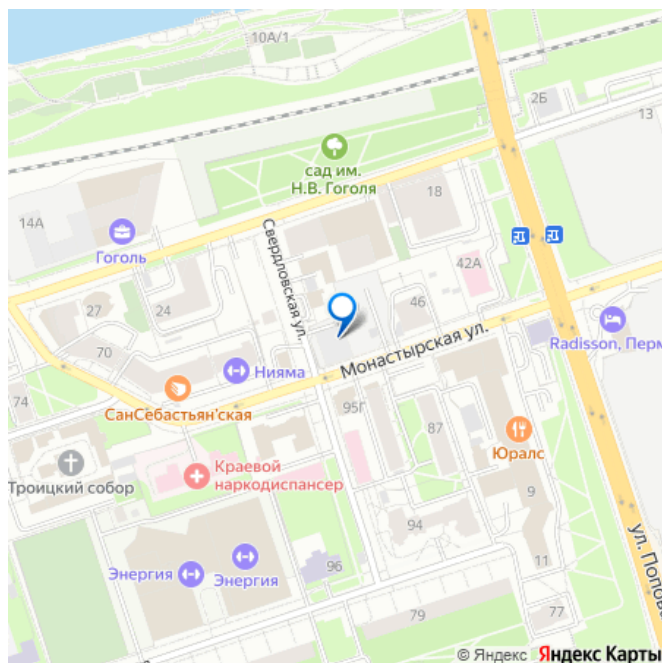 10А/1
2Б
13
сад им.
Н.В. Гоголя
18
14А
Гоголь
Свердловская ул.
42А
27
24
46
70
Монастырская ул.
Radisson, Перм
74
Нияма
СанСебастьян'ская
95Г
87
Юралс
Троицкий собор
Краевой
наркодиспансер
9
94
Энергия
Энергия
96
11
ул. Попова
79
77
© Яндекс Яндекс Карты